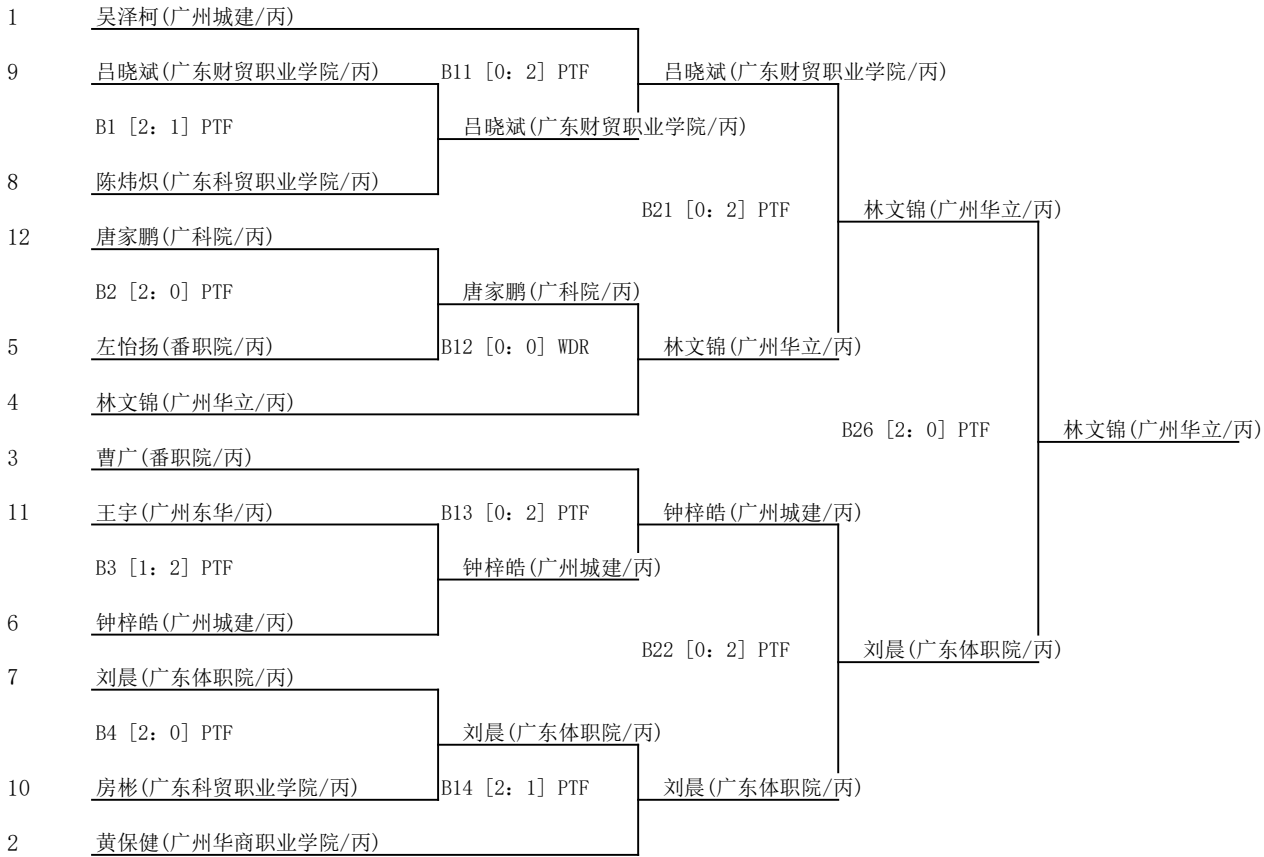 1 吴泽柯(广州城建/丙)
9 吕晓斌(广东财贸职业学院/丙) B11 [0: 2] PTF 吕晓斌(广东财贸职业学院/丙)
B1 [2: 1] PTF 吕晓斌(广东财贸职业学院/丙)
8 陈炜炽(广东科贸职业学院/丙)
B21 [0: 2] PTF 林文锦(广州华立/丙)
12 唐家鹏(广科院/丙)
B2 [2: 0] PTF 唐家鹏(广科院/丙)
5 左怡扬(番职院/丙) B12 [0: 0] WDR 林文锦(广州华立/丙)
4 林文锦(广州华立/丙)
B26 [2: 0] PTF 林文锦(广州华立/丙)
3 曹广(番职院/丙)
11 王宇(广州东华/丙) B13 [0: 2] PTF 钟梓皓(广州城建/丙)
B3 [1: 2] PTF 钟梓皓(广州城建/丙)
6 钟梓皓(广州城建/丙)
B22 [0: 2] PTF 刘晨(广东体职院/丙)
7 刘晨(广东体职院/丙)
B4 [2: 0] PTF 刘晨(广东体职院/丙)
10 房彬(广东科贸职业学院/丙) B14 [2: 1] PTF 刘晨(广东体职院/丙)
2 黄保健(广州华商职业学院/丙)